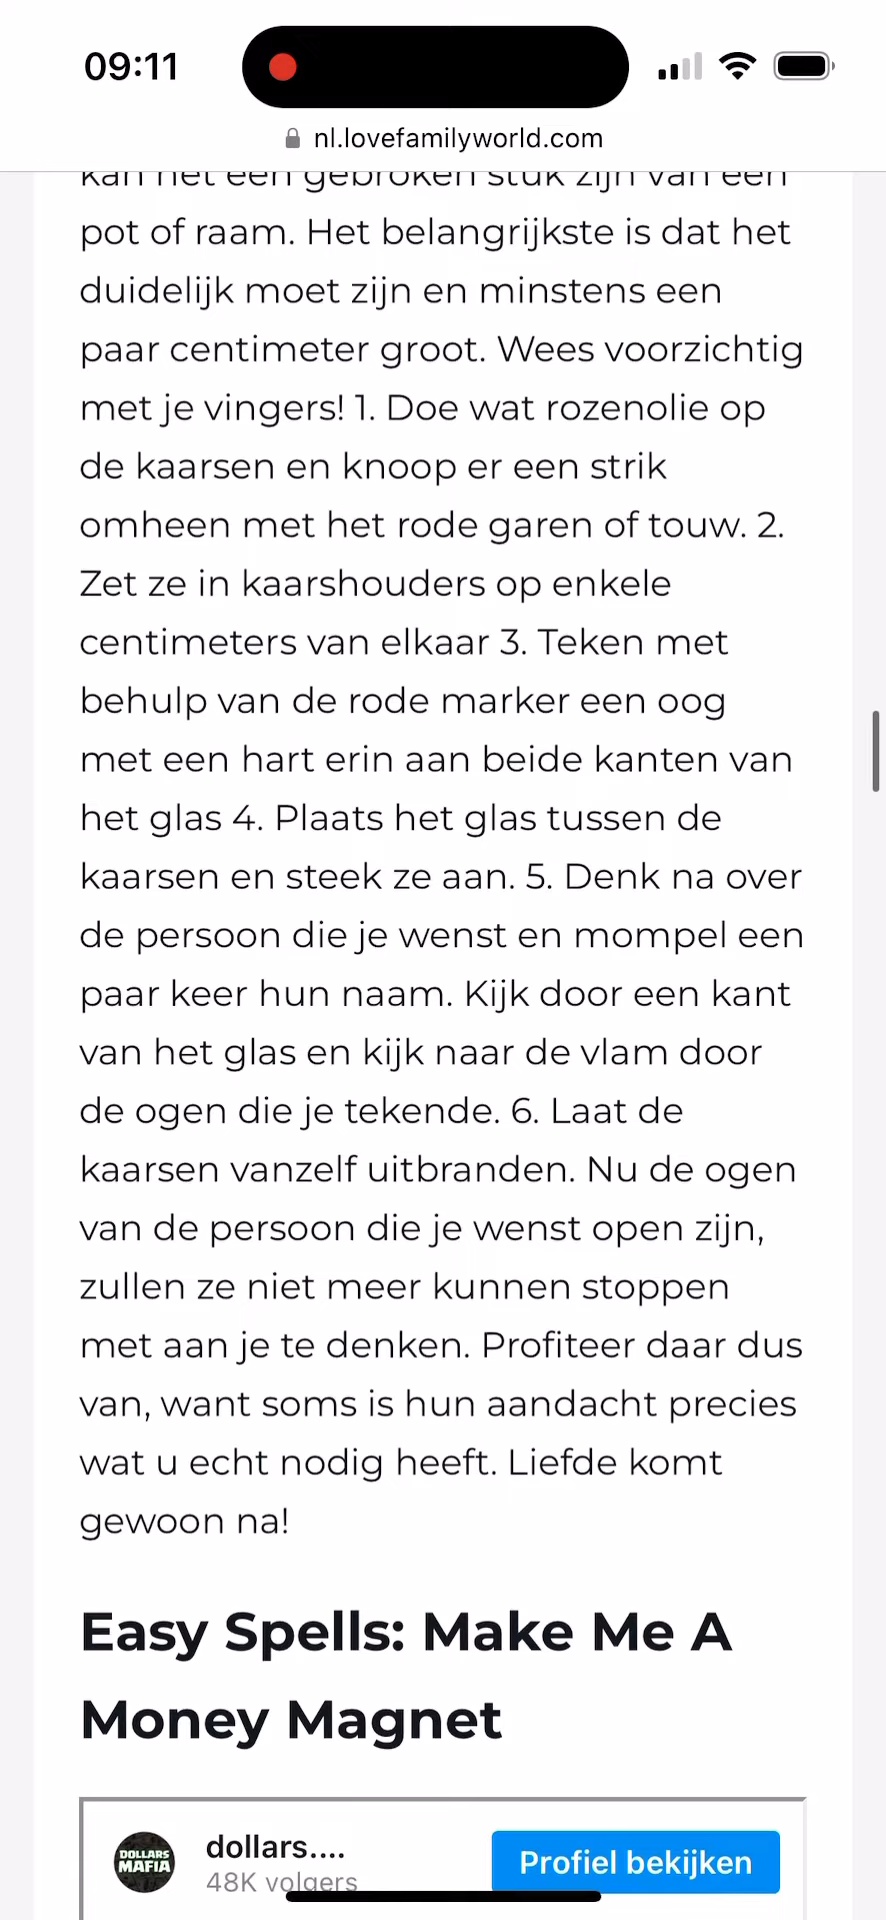 09:11
nl.lovefamilyworld.com
kan het een gebroken stuk zijn van een
pot of raam. Het belangrijkste is dat het
duidelijk moet zijn en minstens een
paar centimeter groot. Wees voorzichtig
met je vingers! 1. Doe wat rozenolie op
de kaarsen en knoop er een strik
omheen met het rode garen of touw. 2.
Zet ze in kaarshouders op enkele
centimeters van elkaar 3. Teken met
behulp van de rode marker een oog
met een hart erin aan beide kanten van
het glas 4. Plaats het glas tussen de
kaarsen en steek ze aan. 5. Denk na over
de persoon die je wenst en mompel een
paar keer hun naam. Kijk door een kant
van het glas en kijk naar de vlam door
de ogen die je tekende. 6. Laat de
kaarsen vanzelf uitbranden. Nu de ogen
van de persoon die je wenst open zijn,
zullen ze niet meer kunnen stoppen
met aan je te denken. Profiteer daar dus
van, want soms is hun aandacht precies
wat u echt nodig heeft. Liefde komt
gewoon na!
Easy Spells: Make Me A
Money Magnet
DOLLARS
MAFIA
dollars....
48K volgers
Profiel bekijken